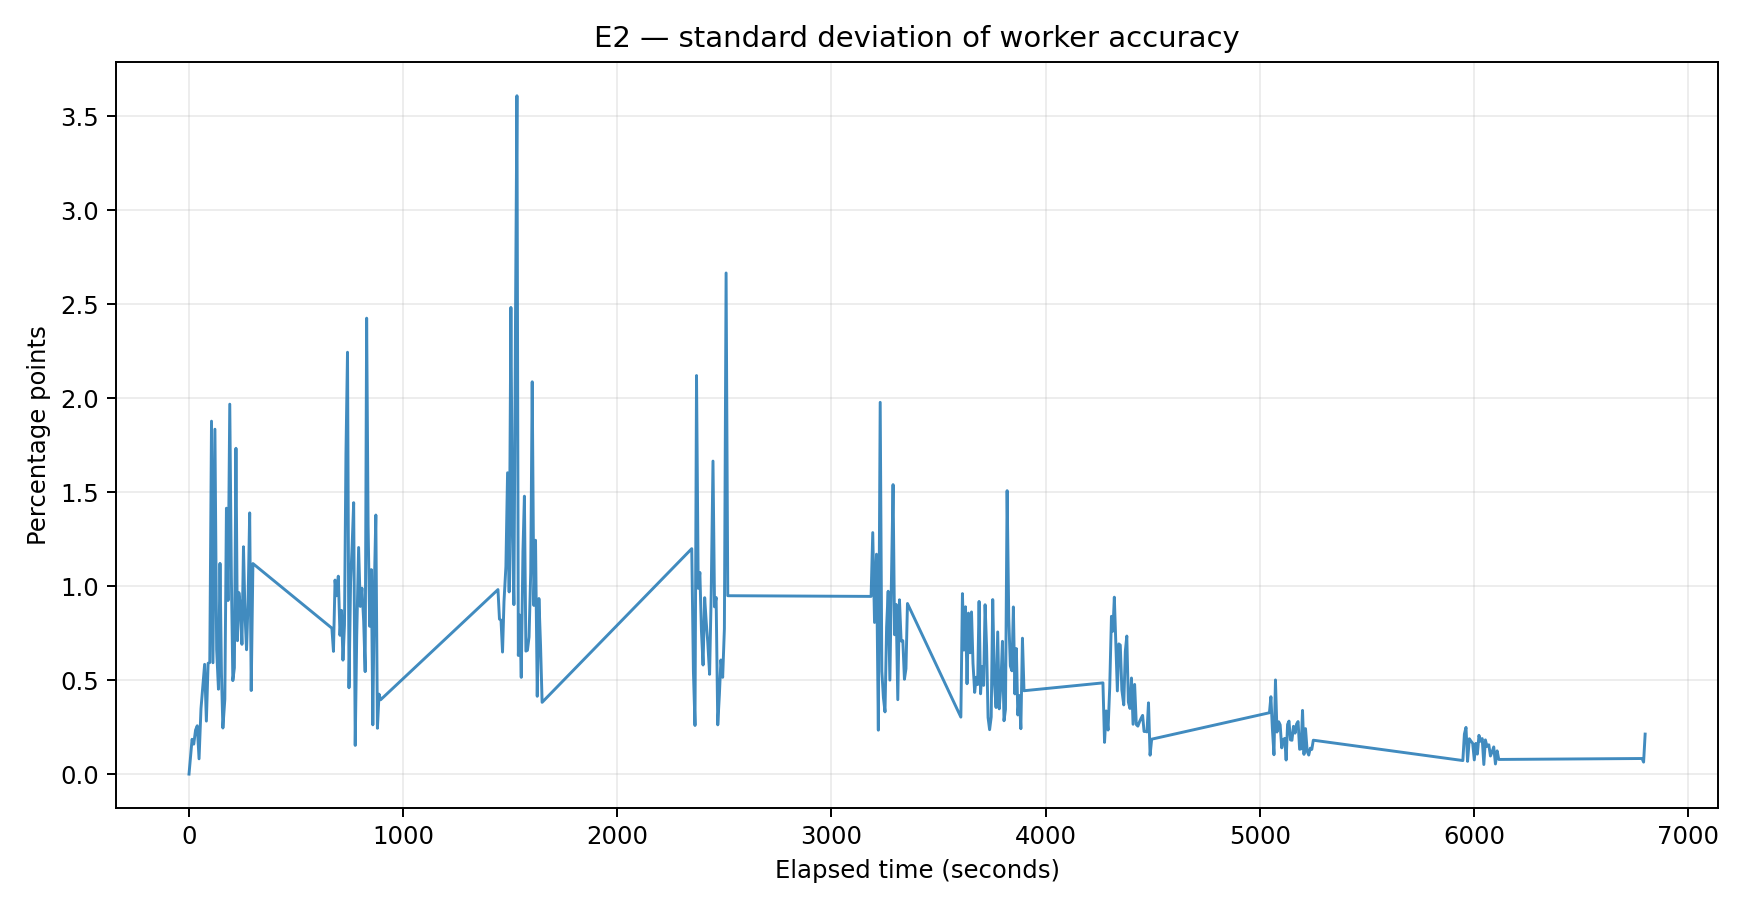 E2 — standard deviation of worker accuracy
Percentage points
3.5
3.0
2.5
2.0
1.5
1.0
0.5
0.0
0 1000 2000 3000 4000 5000 6000 7000
Elapsed time (seconds)